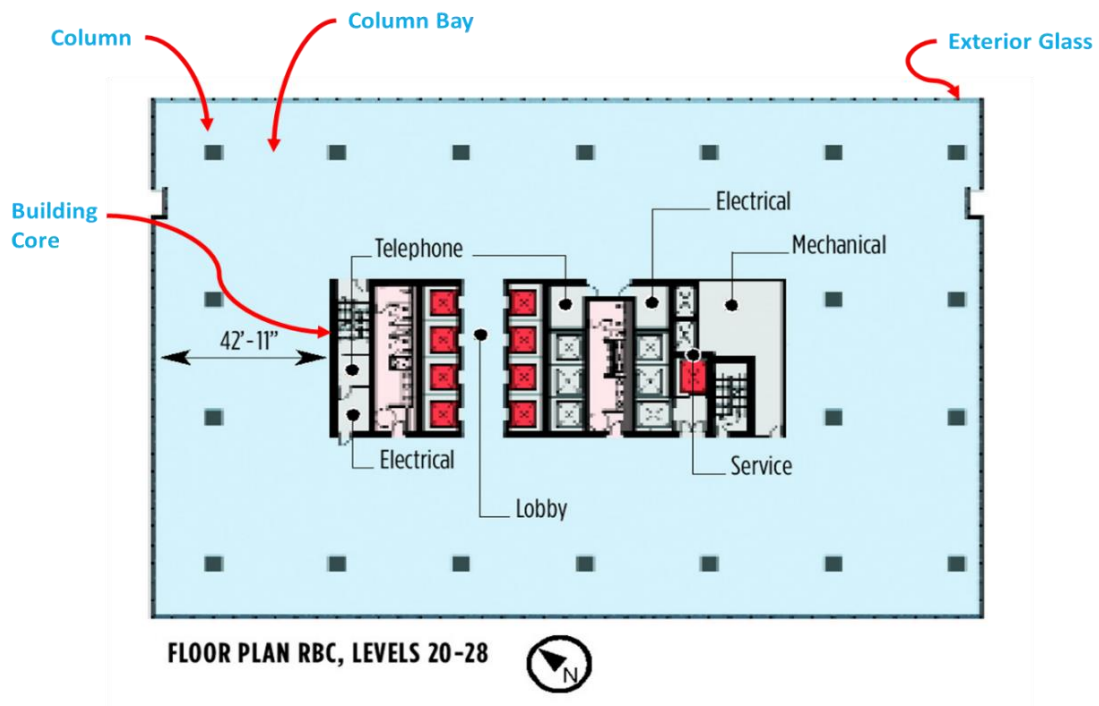 Column Bay
Column
Exterior Glass
Building
Core
Electrical
Telephone
Mechanical
42'-11"
Electrical
Service
Lobby
FLOOR PLAN RBC, LEVELS 20-28
N